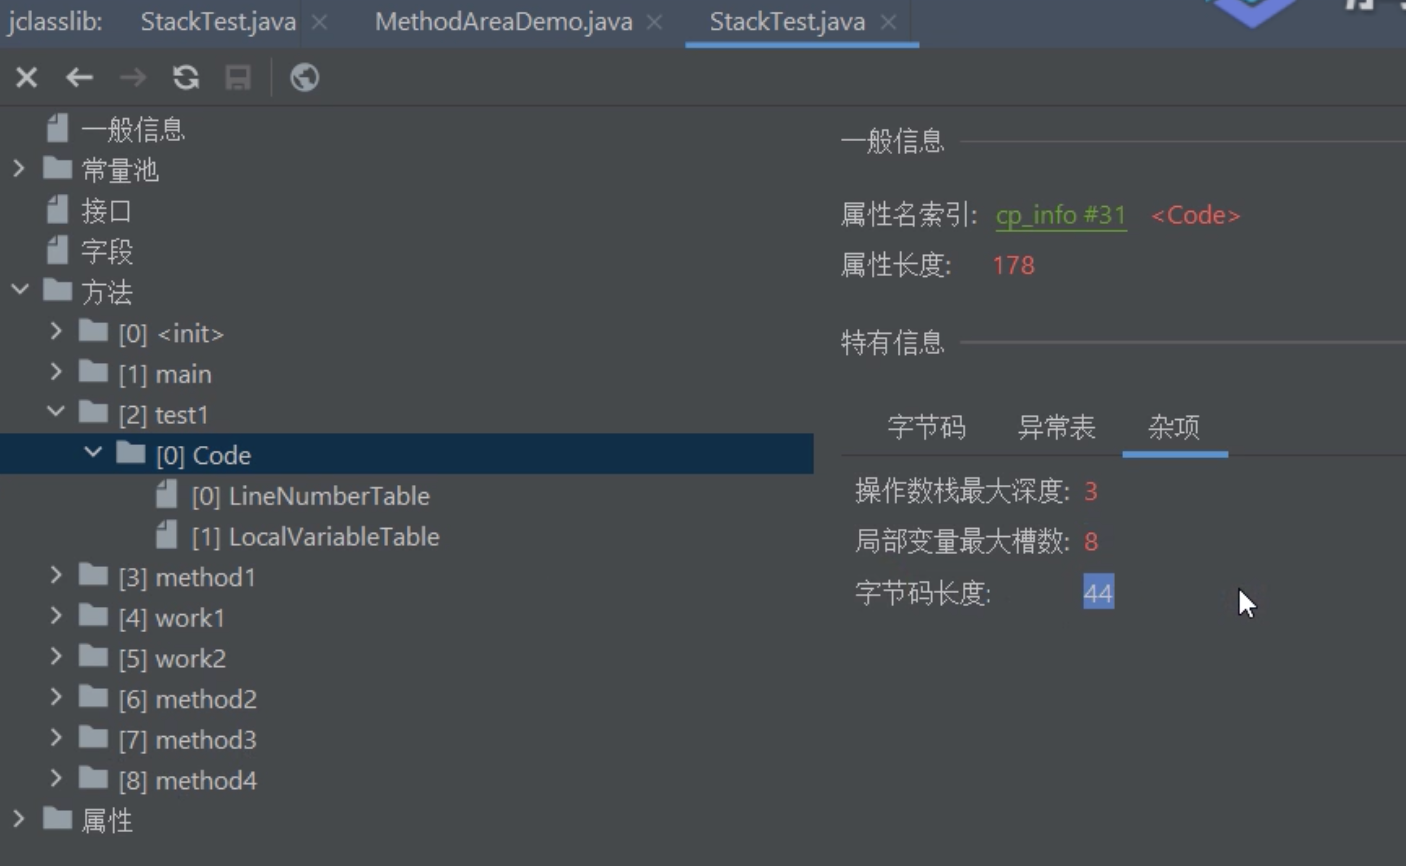 jclasslib: StackTest.java MethodAreaDemo.java StackTest.java
一般信息
常量池
接口
字段
方法
[0] <init>
[1] main
[2] test1
[0] Code
[0] LineNumberTable
[1] LocalVariableTable
[3] method1
[4] work1
[5] work2
[6] method2
[7] method3
[8] method4
属性
一般信息
属性名索引: cp_info #31 <Code>
属性长度: 178
特有信息
字节码 异常表 杂项
操作数栈最大深度: 3
局部变量最大槽数: 8
字节码长度: 44